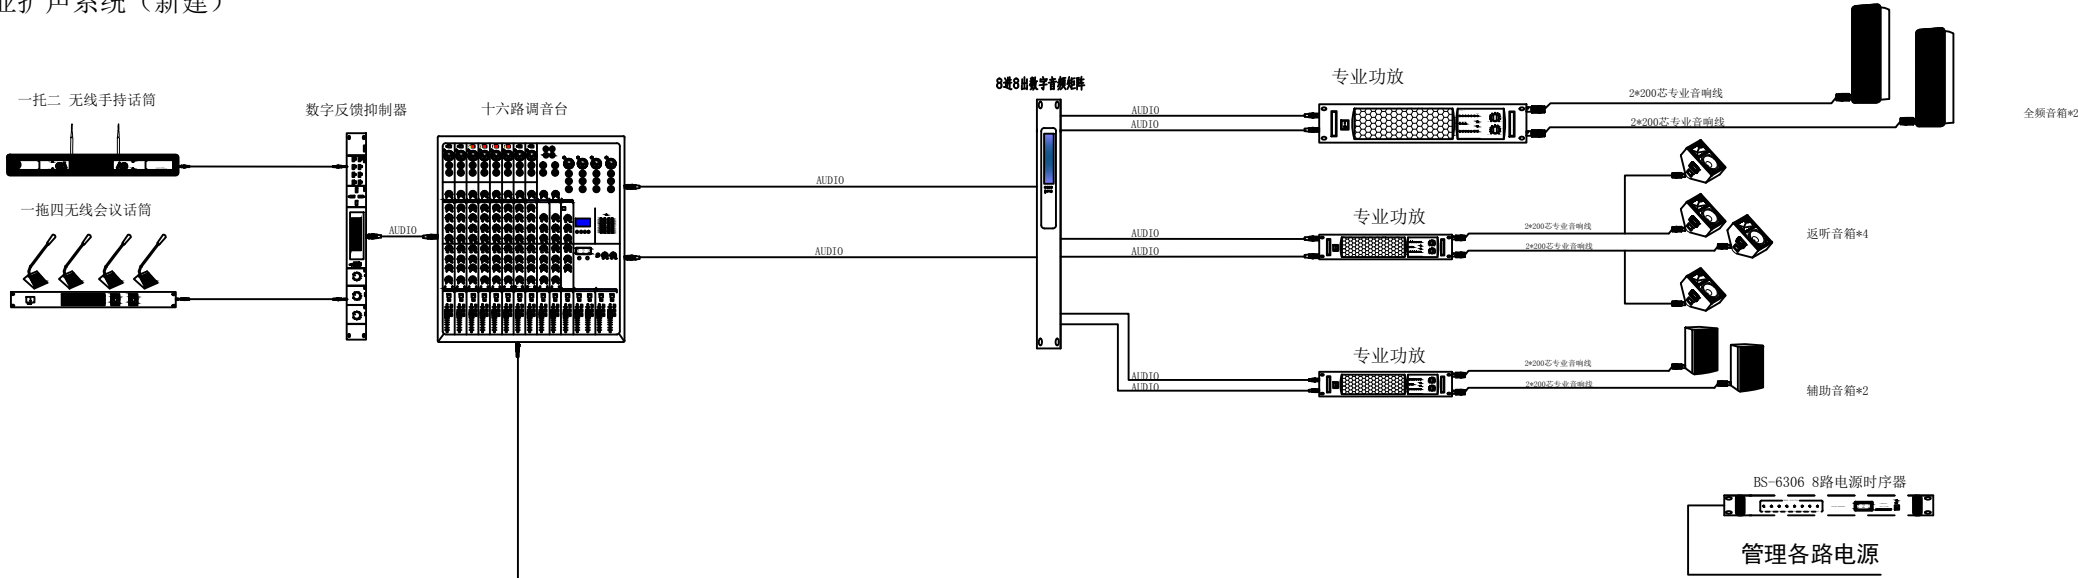 业扩声系统（新建）
一托二 无线手持话筒
数字反馈抑制器
十六路调音台
8进8出数字音频矩阵
专业功放
AUDIO
AUDIO
2*200芯专业音响线
2*200芯专业音响线
全频音箱*2
一拖四无线会议话筒
AUDIO
AUDIO
AUDIO
专业功放
AUDIO
AUDIO
2*200芯专业音响线
2*200芯专业音响线
返听音箱*4
专业功放
AUDIO
AUDIO
2*200芯专业音响线
2*200芯专业音响线
辅助音箱*2
BS-6306 8路电源时序器
管理各路电源